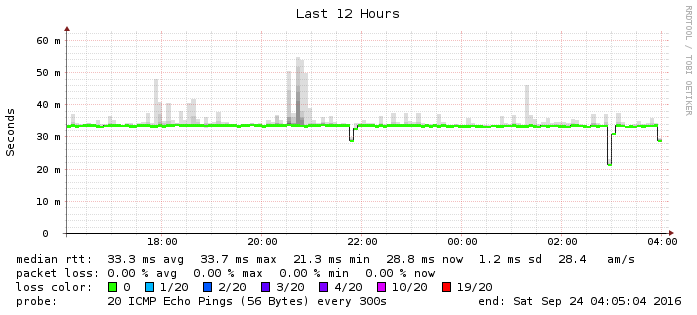 Last 12 Hours
RRDTOOL / TOBI OETIKER
Seconds
60 m
50 m
40 m
30 m
20 m
10 m
0
18:00 20:00 22:00 00:00 02:00 04:00
median rtt: 33.3 ms avg 33.7 ms max 21.3 ms min 28.8 ms now 1.2 ms sd 28.4 am/s
packet loss: 0.00 % avg 0.00 % max 0.00 % min 0.00 % now
loss color: 0 1/20 2/20 3/20 4/20 10/20 19/20
probe: 20 ICMP Echo Pings (56 Bytes) every 300s end: Sat Sep 24 04:05:04 2016